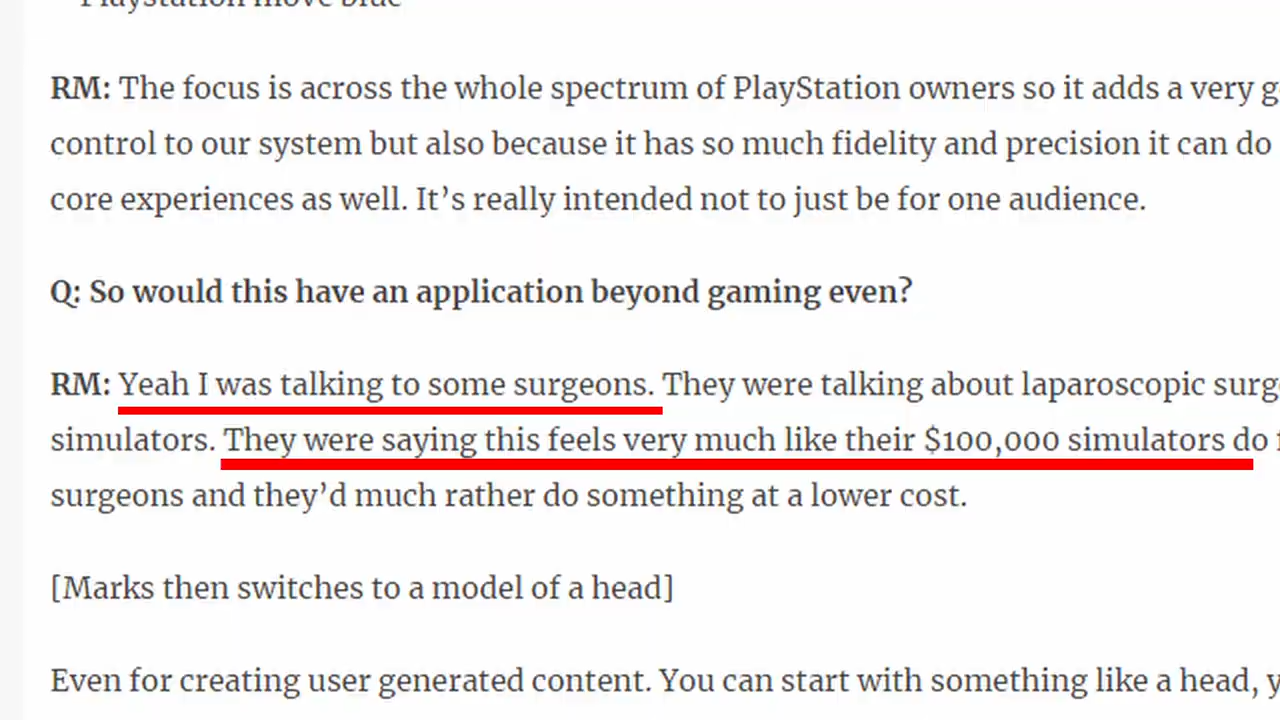 Playstation move blue
RM: The focus is across the whole spectrum of PlayStation owners so it adds a very
control to our system but also because it has so much fidelity and precision it can do
core experiences as well. It’s really intended not to just be for one audience.
Q: So would this have an application beyond gaming even?
RM: Yeah I was talking to some surgeons. They were talking about laparoscopic
simulators. They were saying this feels very much like their $100,000 simulators do
surgeons and they’d much rather do something at a lower cost.
[Marks then switches to a model of a head]
Even for creating user generated content. You can start with something like a head,